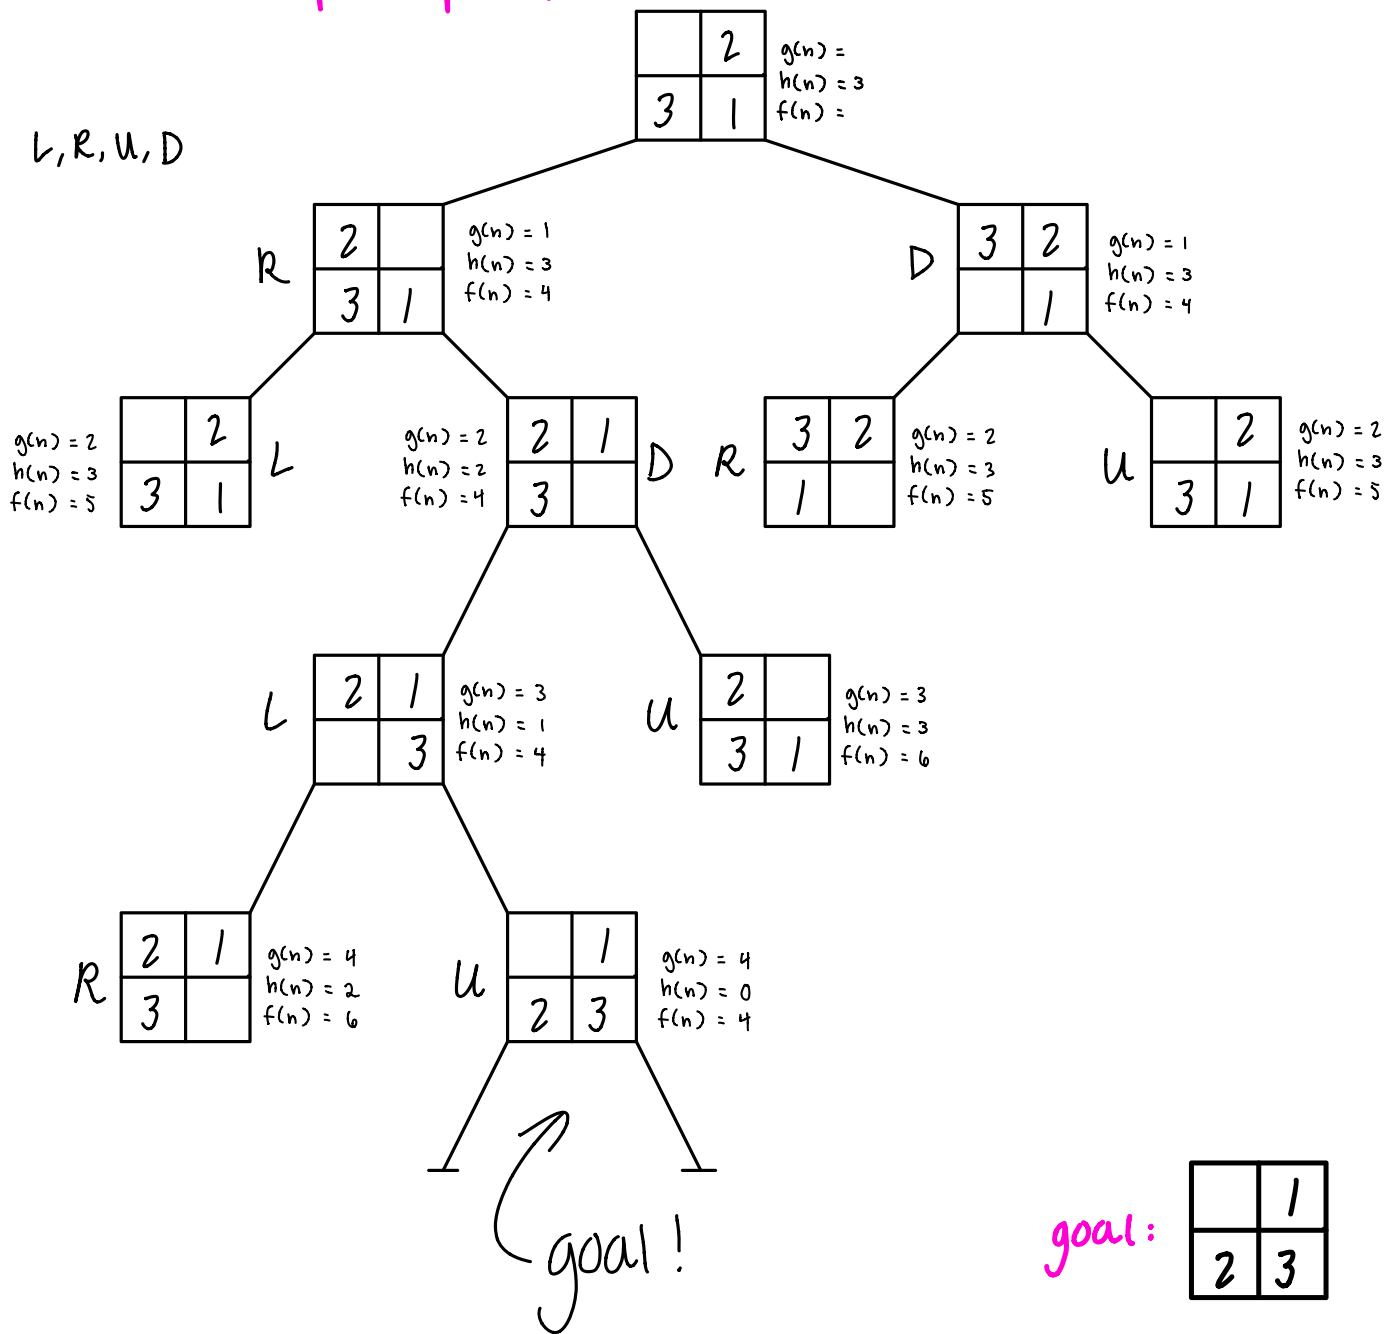 2
3 1
g(n) =
h(n) = 3
f(n) =
L, R, U, D
R
2
3 1
g(n) = 1
h(n) = 3
f(n) = 4
D
3 2
1
g(n) = 1
h(n) = 3
f(n) = 4
g(n) = 2
h(n) = 3
f(n) = 5
2
3 1
L
g(n) = 2
h(n) = 2
f(n) = 4
2 1
3
D
R
3 2
1
g(n) = 2
h(n) = 3
f(n) = 5
U
2
3 1
g(n) = 2
h(n) = 3
f(n) = 5
L
2 1
3
g(n) = 3
h(n) = 1
f(n) = 4
U
2
3 1
g(n) = 3
h(n) = 3
f(n) = 6
R
2 1
3
g(n) = 4
h(n) = 2
f(n) = 6
U
1
2 3
g(n) = 4
h(n) = 0
f(n) = 4
goal!
goal:
1
2 3